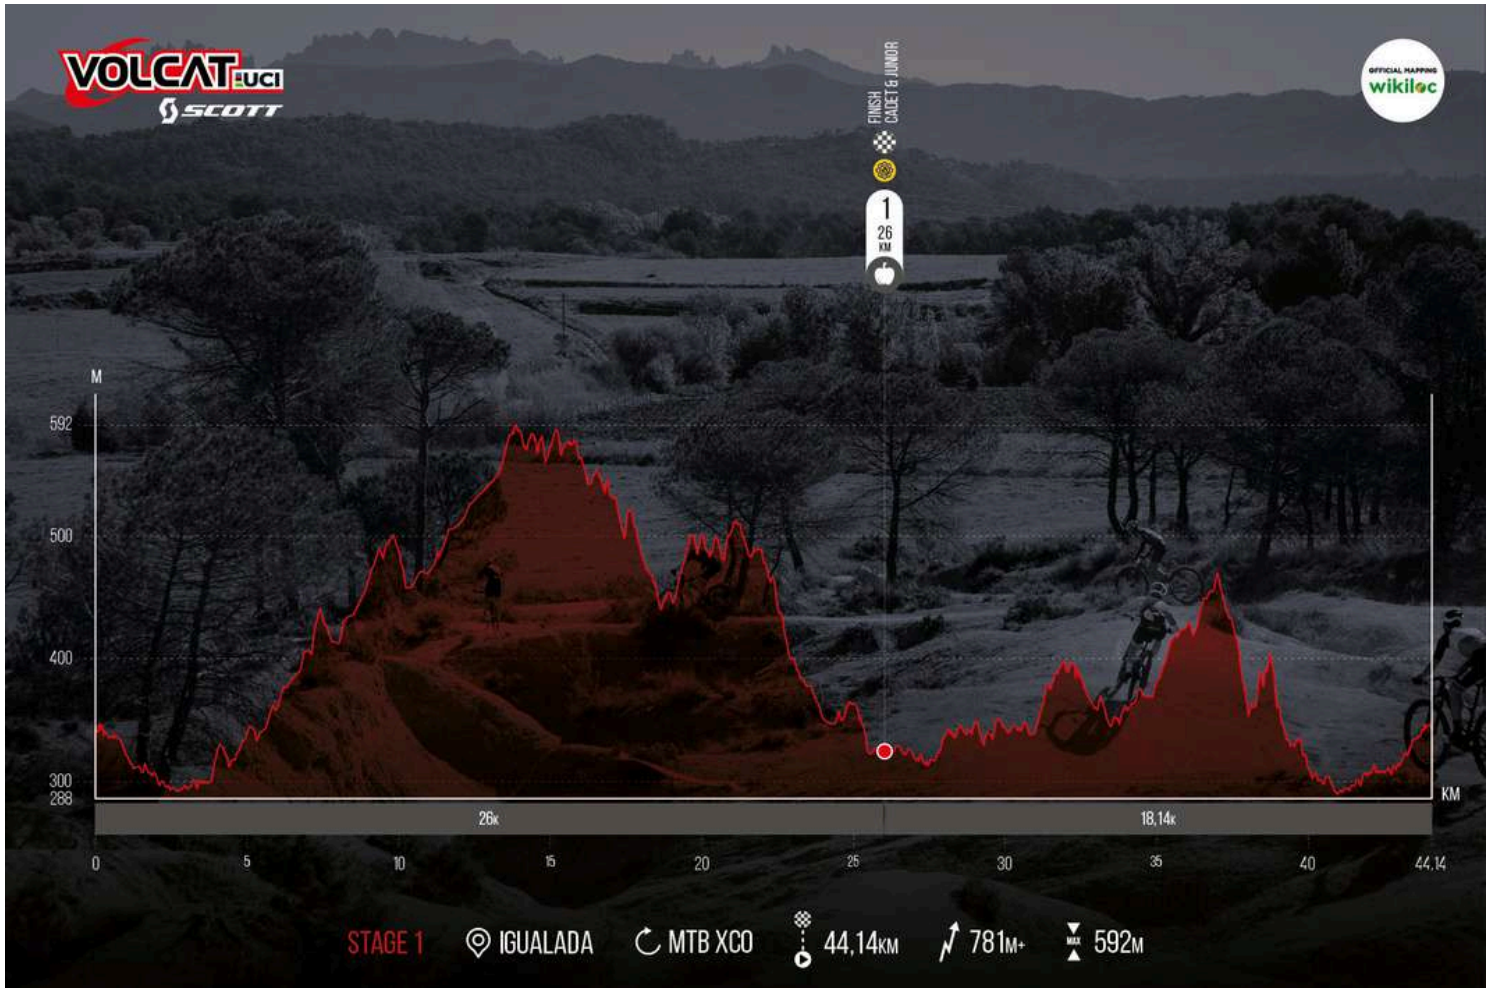 VOLCAT UCI
SCOTT
OFFICIAL MAPPING
wikiloc
FINISH
CADET & JUNIOR
1
26
KM
M
592
500
400
300
288
KM
26K
18,14K
0 5 10 15 20 25 30 35 40 44,14
STAGE 1 IGUALADA MTB XCO 44,14KM 781M+ MAX 592M